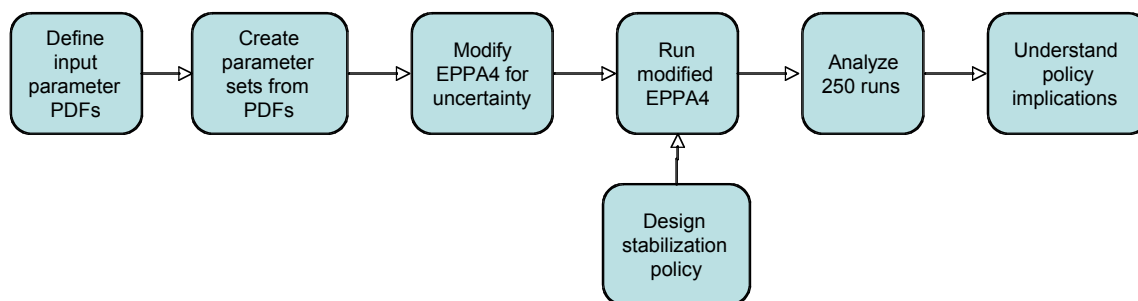 Define
input
parameter
PDFs
Create
parameter
sets from
PDFs
Modify
EPPA4 for
uncertainty
Run
modified
EPPA4
Analyze
250 runs
Understand
policy
implications
Design
stabilization
policy